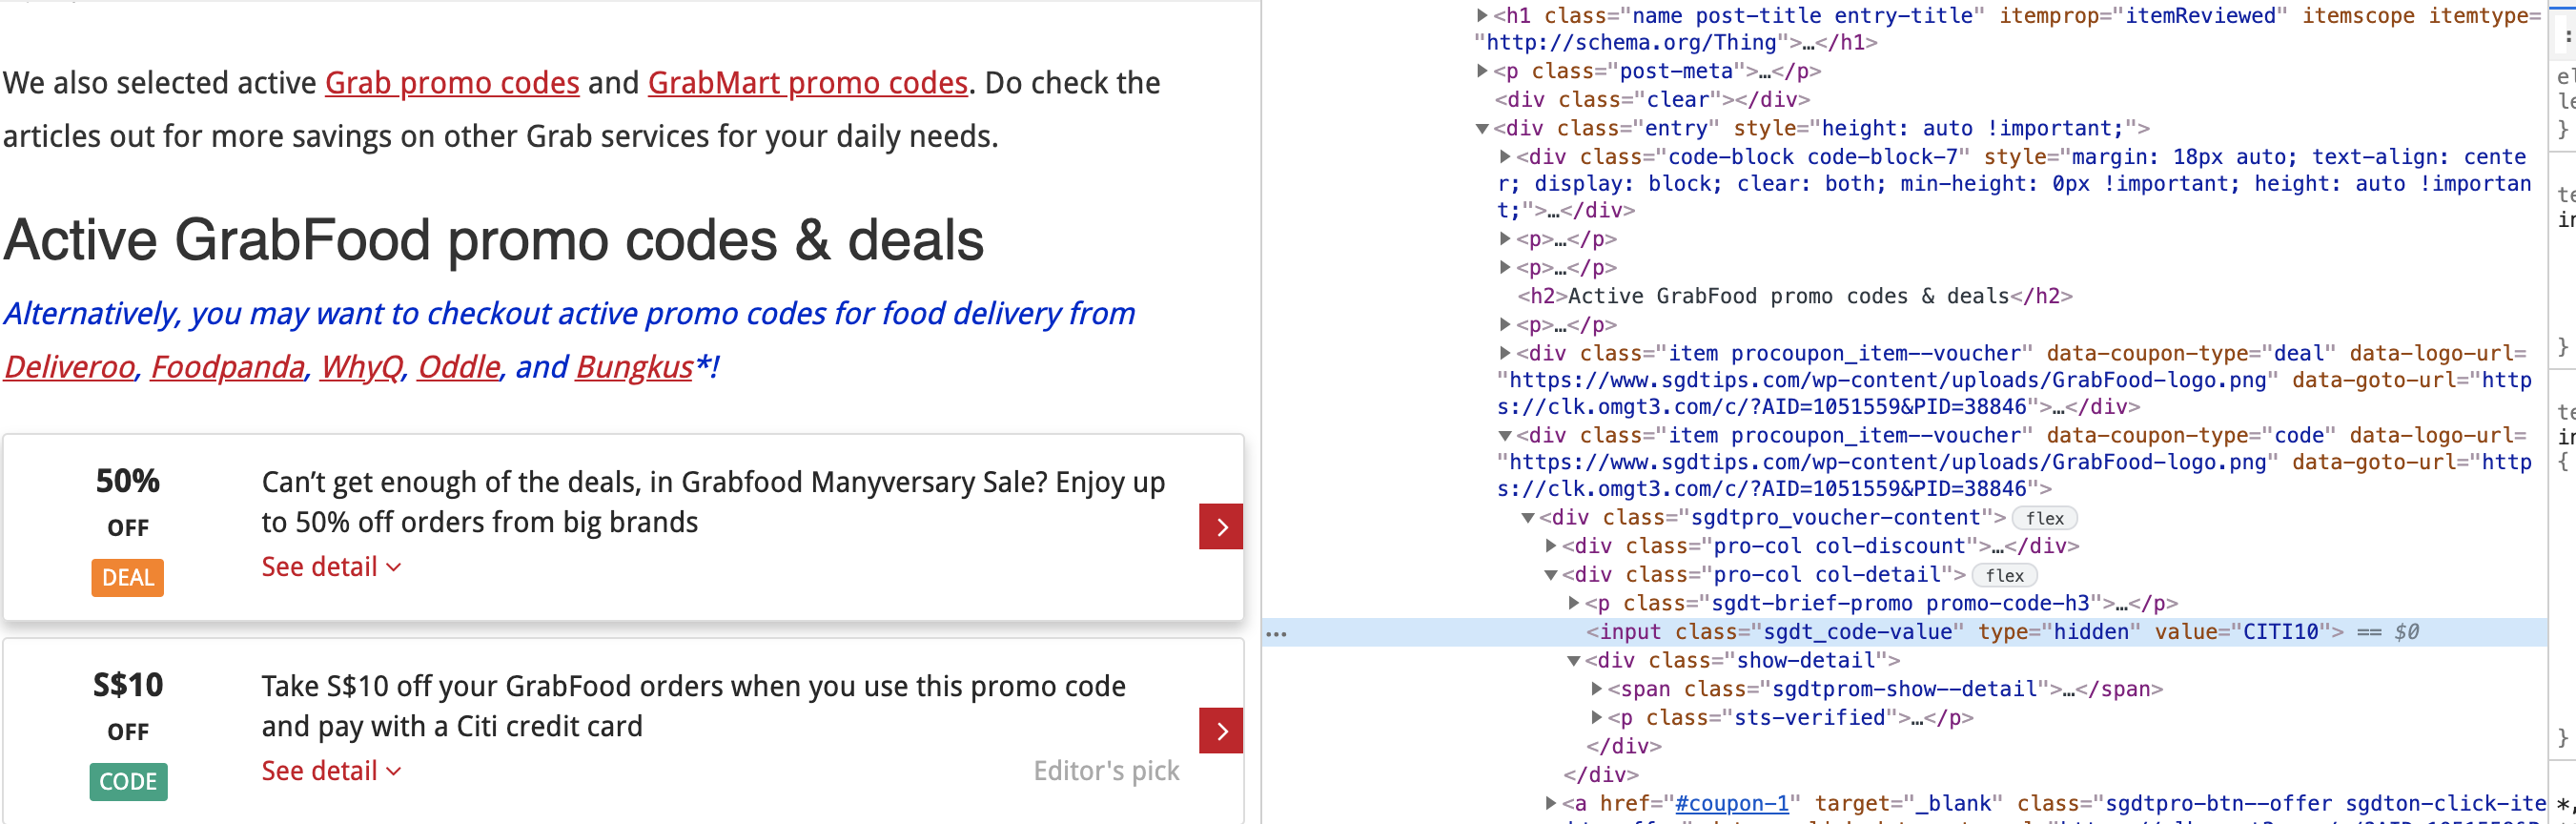 We also selected active Grab promo codes and GrabMart promo codes. Do check the
articles out for more savings on other Grab services for your daily needs.
Active GrabFood promo codes & deals
Alternatively, you may want to checkout active promo codes for food delivery from
Deliveroo, Foodpanda, WhyQ, Oddle, and Bungkus*!
50%
OFF
DEAL
Can’t get enough of the deals, in Grabfood Manyversary Sale? Enjoy up
to 50% off orders from big brands
See detail
S$10
OFF
CODE
Take S$10 off your GrabFood orders when you use this promo code
and pay with a Citi credit card
See detail
Editor's pick
<h1 class="name post-title entry-title" itemprop="itemReviewed" itemscope itemtype=
"http://schema.org/Thing">…</h1>
<p class="post-meta">…</p>
<div class="clear"></div>
<div class="entry" style="height: auto !important;">
<div class="code-block code-block-7" style="margin: 18px auto; text-align: cente
r; display: block; clear: both; min-height: 0px !important; height: auto !importan
t;">…</div>
<p>…</p>
<p>…</p>
<h2>Active GrabFood promo codes & deals</h2>
<p>…</p>
<div class="item procoupon_item--voucher" data-coupon-type="deal" data-logo-url=
"https://www.sgdtips.com/wp-content/uploads/GrabFood-logo.png" data-goto-url="http
s://clk.omgt3.com/c/?AID=1051559&PID=38846">…</div>
<div class="item procoupon_item--voucher" data-coupon-type="code" data-logo-url=
"https://www.sgdtips.com/wp-content/uploads/GrabFood-logo.png" data-goto-url="http
s://clk.omgt3.com/c/?AID=1051559&PID=38846">
<div class="sgdtpro_voucher-content"> flex
<div class="pro-col col-discount">…</div>
<div class="pro-col col-detail"> flex
<p class="sgdt-brief-promo promo-code-h3">…</p>
<input class="sgdt_code-value" type="hidden" value="CITI10"> == $0
<div class="show-detail">
<span class="sgdtprom-show--detail">…</span>
<p class="sts-verified">…</p>
</div>
</div>
<a href="#coupon-1" target="_blank" class="sgdtpro-btn--offer sgdton-click-ite